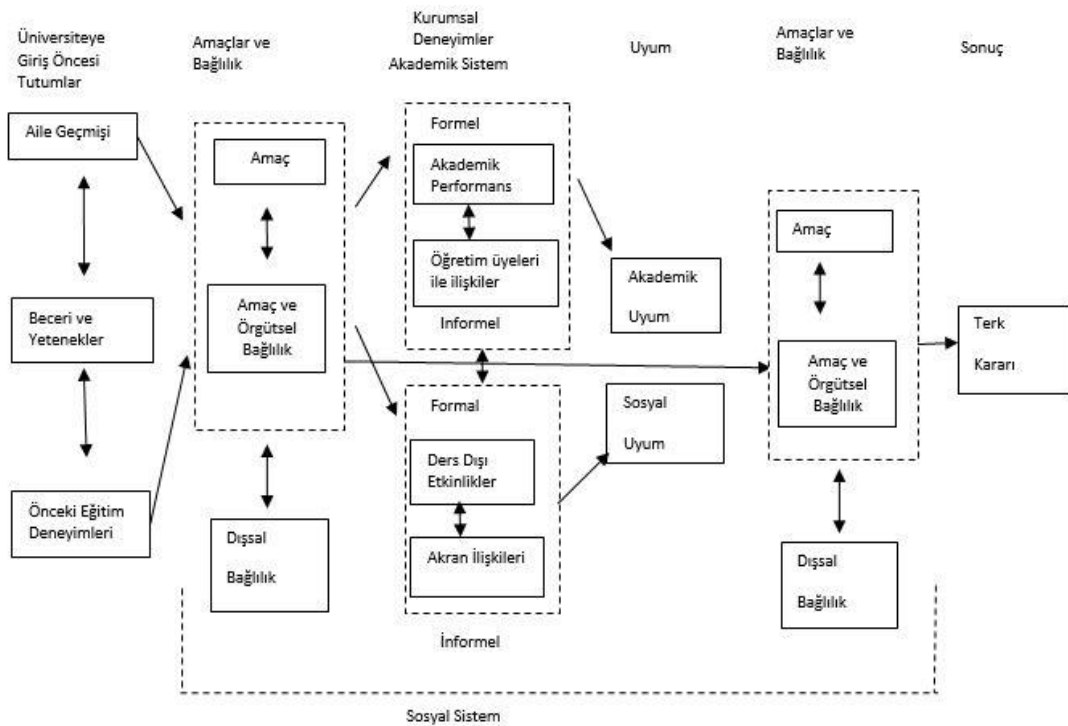 Üniversiteye
Giriş Öncesi
Tutumlar
Amaçlar ve
Bağlılık
Kurumsal
Deneyimler
Akademik Sistem
Uyum
Amaçlar ve
Bağlılık
Sonuç
Aile Geçmişi
Beceri ve
Yetenekler
Önceki Eğitim
Deneyimleri
Amaç
Amaç ve
Örgütsel
Bağlılık
Dışsal
Bağlılık
Formel
Akademik
Performans
Öğretim üyeleri
ile ilişkiler
Informel
Formal
Ders Dışı
Etkinlikler
Akran İlişkileri
İnformel
Akademik
Uyum
Sosyal
Uyum
Amaç
Amaç ve
Örgütsel
Bağlılık
Dışsal
Bağlılık
Terk
Kararı
Sosyal Sistem